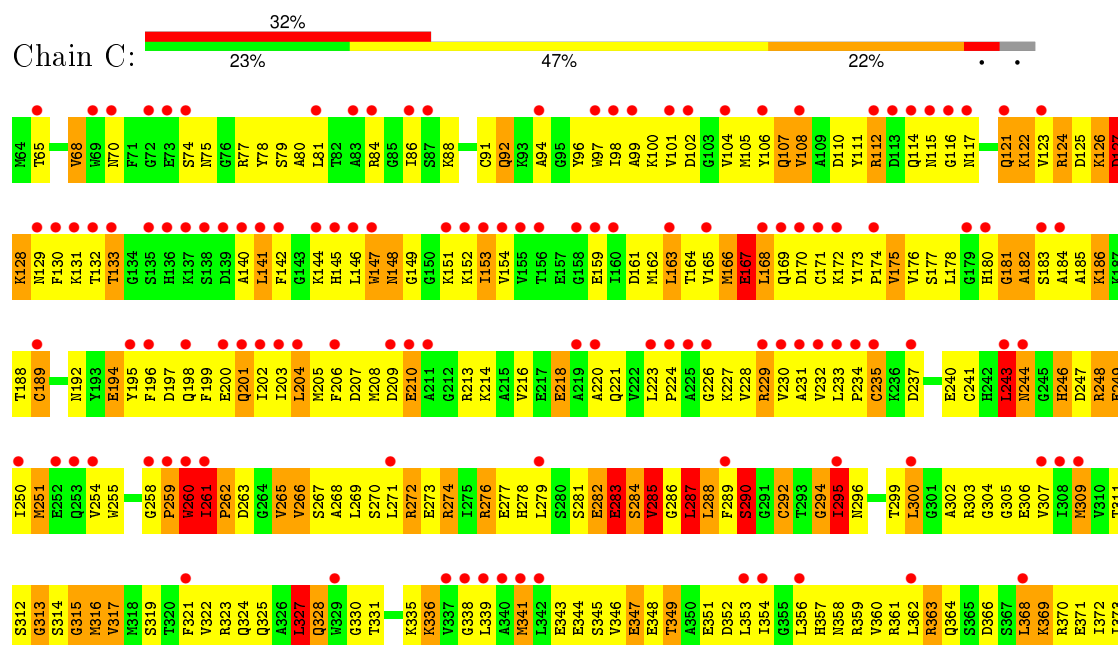 32%
Chain C:
23% 47% 22% • •
M64 T65 V68 W69 N70 F71 G72 E73 S74 N75 G76 R77 Y78 S79 A80 L81 T82 A83 R84 G85 I86 S87 K88 C91 Q92 K93 A94 G95 Y96 W97 I98 A99 K100 V101 D102 G103 V104 M105 Y106 Q107 V108 A109 D110 Y111 R112 D113 Q114 N115 G116 N117 Q121 K122 V123 R124 D125 K126 D127
K128 N129 F130 K131 T132 T133 G134 S135 H136 K137 S138 D139 A140 L141 F142 G143 K144 H145 L146 W147 N148 G149 G150 K151 K152 I153 V154 V155 T156 E157 G158 E159 I160 D161 M162 L163 T164 V165 M166 E167 L168 Q169 D170 C171 K172 Y173 P174 V175 V176 S177 L178 G179 H180 G181 A182 S183 A184 A185 K186 K187
T188 C189 N192 Y193 E194 Y195 F196 D197 Q198 F199 E200 Q201 I202 I203 L204 M205 F206 D207 M208 D209 E210 A211 G212 R213 K214 A215 V216 E217 E218 A219 A220 Q221 V222 L223 P224 A225 G226 K227 V228 R229 V230 A231 V232 L233 P234 C235 K236 D237 E240 C241 H242 L243 N244 G245 H246 D247 R248 E249
I250 M251 E252 Q253 V254 W255 G258 P259 W260 I261 P262 D263 G264 V265 V266 S267 A268 L269 S270 L271 R272 E273 R274 I275 R276 E277 H278 L279 S280 S281 E282 E283 S284 V285 G286 L287 L288 F289 S290 G291 C292 T293 G294 I295 N296 T299 L300 G301 A302 R303 G304 G305 E306 V307 I308 M309 V310 T311
S312 G313 S314 G315 M316 V317 M318 S319 T320 F321 V322 R323 Q324 Q325 A326 L327 Q328 W329 G330 T331 K335 K336 V337 G338 L339 A340 M341 L342 E343 E344 S345 V346 E347 E348 T349 A350 E351 D352 L353 I354 G355 L356 H357 N358 R359 V360 R361 L362 R363 Q364 S365 D366 S367 L368 K369 R370 E371 I372 I373